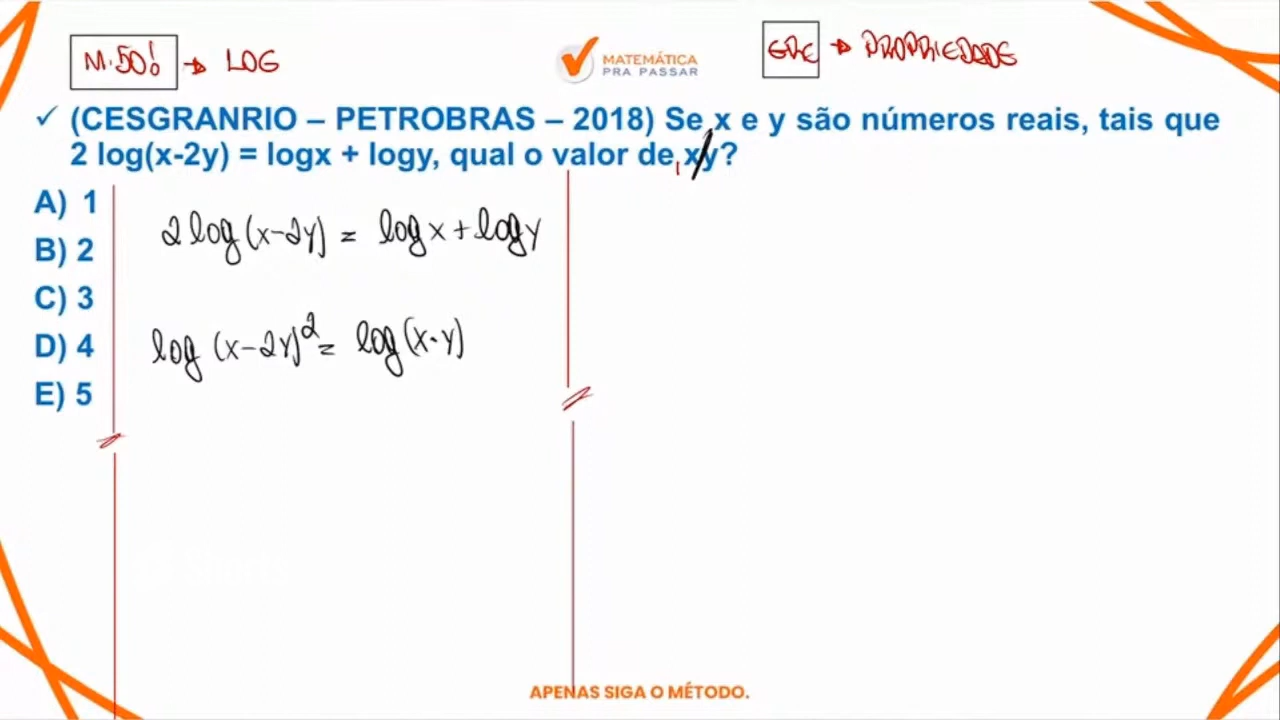 M.50! → LOG
MATEMÁTICA
PRA PASSAR
→ PROPRIEDADE
✓ (CESGRANRIO – PETROBRAS – 2018) Se x e y são números reais, tais que
2 log(x-2y) = logx + logy, qual o valor de x/y?
A) 1
B) 2
C) 3
D) 4
E) 5
2 log (x-2y) = log x + log y
log (x-2y)² = log (x·y)
APENAS SIGA O MÉTODO.